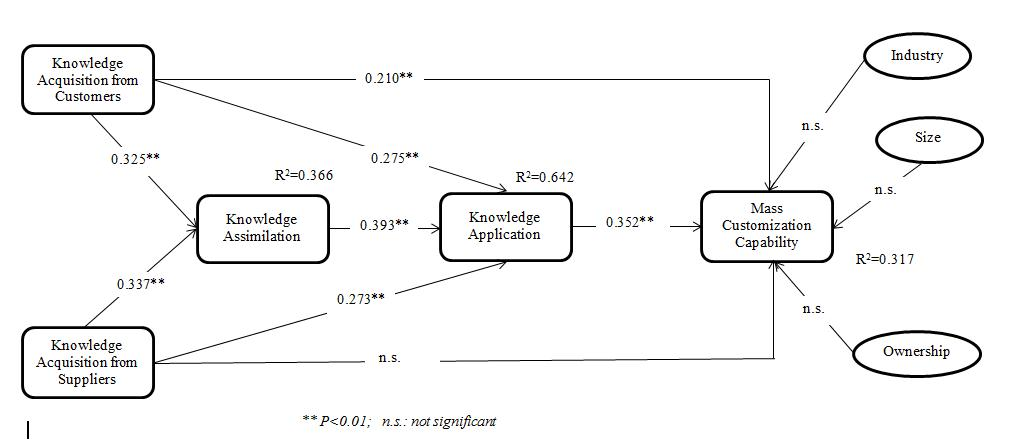 Knowledge
Acquisition from
Customers
0.210**
Industry
n.s.
Size
0.325**
0.275**
n.s.
R²=0.366
R²=0.642
Knowledge
Assimilation
0.393**
Knowledge
Application
0.352**
Mass
Customization
Capability
R²=0.317
0.337**
0.273**
n.s.
Knowledge
Acquisition from
Suppliers
n.s.
Ownership
** P<0.01; n.s.: not significant